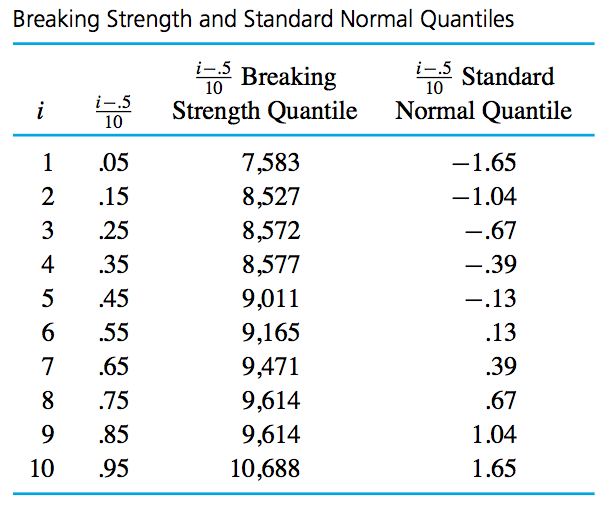 Breaking Strength and Standard Normal Quantiles
i i−.5/10 i−.5/10 Breaking Strength Quantile i−.5/10 Standard Normal Quantile
1 .05 7,583 −1.65
2 .15 8,527 −1.04
3 .25 8,572 −.67
4 .35 8,577 −.39
5 .45 9,011 −.13
6 .55 9,165 .13
7 .65 9,471 .39
8 .75 9,614 .67
9 .85 9,614 1.04
10 .95 10,688 1.65